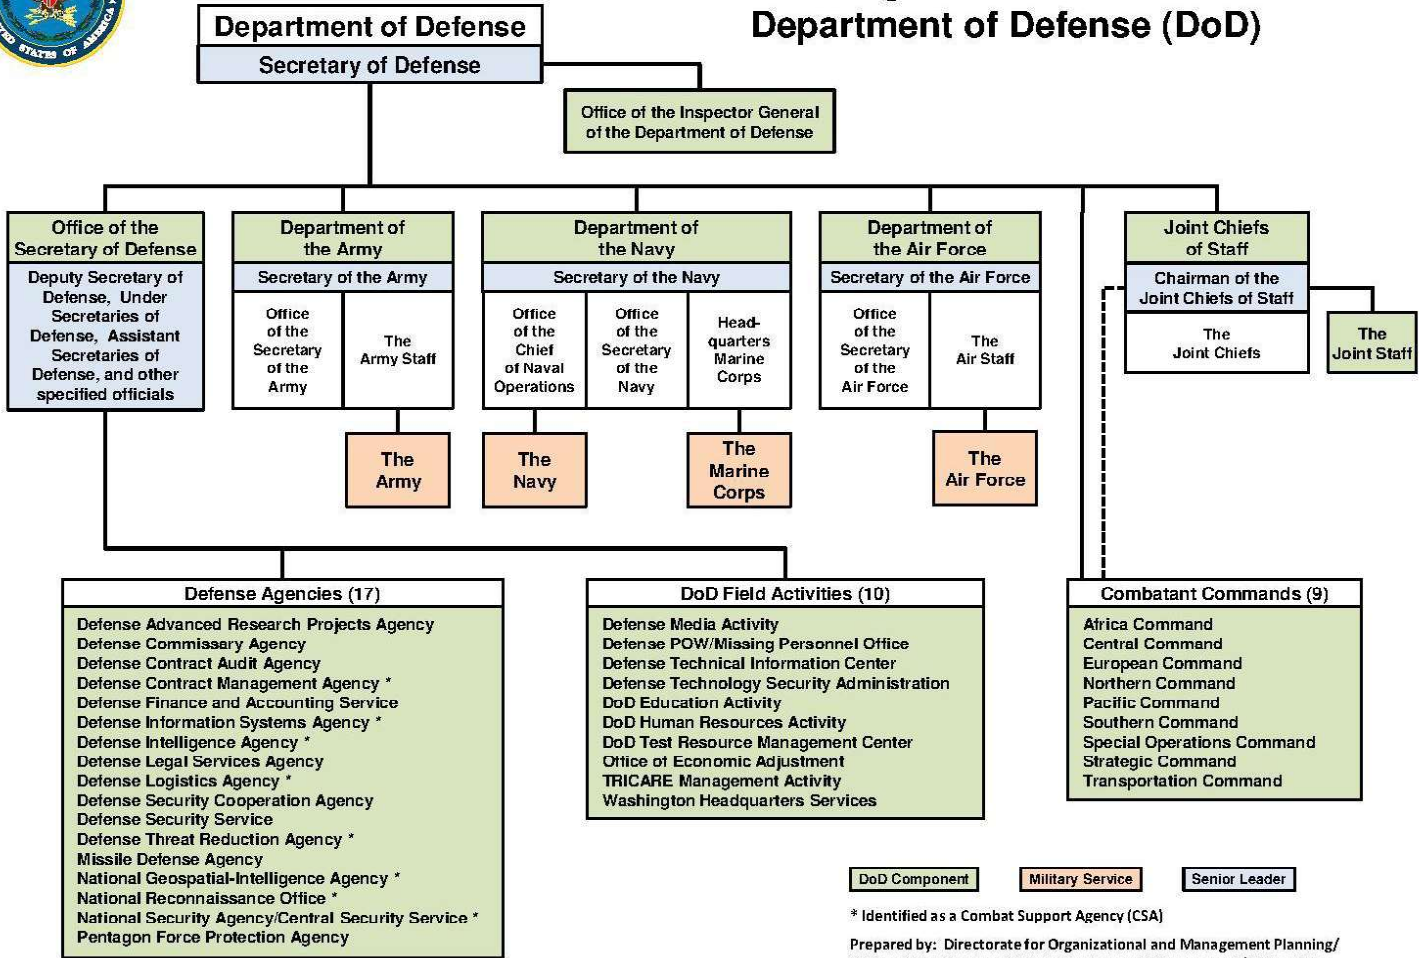 Department of Defense (DoD)
STATES OF AMERICA
Department of Defense
Secretary of Defense
Office of the Inspector General
of the Department of Defense
Office of the
Secretary of Defense
Deputy Secretary of
Defense, Under
Secretaries of
Defense, Assistant
Secretaries of
Defense, and other
specified officials
Department of
the Army
Secretary of the Army
Office
of the
Secretary
of the
Army
The
Army Staff
The
Army
Department of
the Navy
Secretary of the Navy
Office
of the
Chief
of Naval
Operations
Office
of the
Secretary
of the
Navy
Head-
quarters
Marine
Corps
The
Navy
The
Marine
Corps
Department of
the Air Force
Secretary of the Air Force
Office
of the
Secretary
of the
Air Force
The
Air Staff
The
Air Force
Joint Chiefs
of Staff
Chairman of the
Joint Chiefs of Staff
The
Joint Chiefs
The
Joint Staff
Defense Agencies (17)
Defense Advanced Research Projects Agency
Defense Commissary Agency
Defense Contract Audit Agency
Defense Contract Management Agency *
Defense Finance and Accounting Service
Defense Information Systems Agency *
Defense Intelligence Agency *
Defense Legal Services Agency
Defense Logistics Agency *
Defense Security Cooperation Agency
Defense Security Service
Defense Threat Reduction Agency *
Missile Defense Agency
National Geospatial-Intelligence Agency *
National Reconnaissance Office *
National Security Agency/Central Security Service *
Pentagon Force Protection Agency
DoD Field Activities (10)
Defense Media Activity
Defense POW/Missing Personnel Office
Defense Technical Information Center
Defense Technology Security Administration
DoD Education Activity
DoD Human Resources Activity
DoD Test Resource Management Center
Office of Economic Adjustment
TRICARE Management Activity
Washington Headquarters Services
Combatant Commands (9)
Africa Command
Central Command
European Command
Northern Command
Pacific Command
Southern Command
Special Operations Command
Strategic Command
Transportation Command
DoD Component
Military Service
Senior Leader
* Identified as a Combat Support Agency (CSA)
Prepared by: Directorate for Organizational and Management Planning/